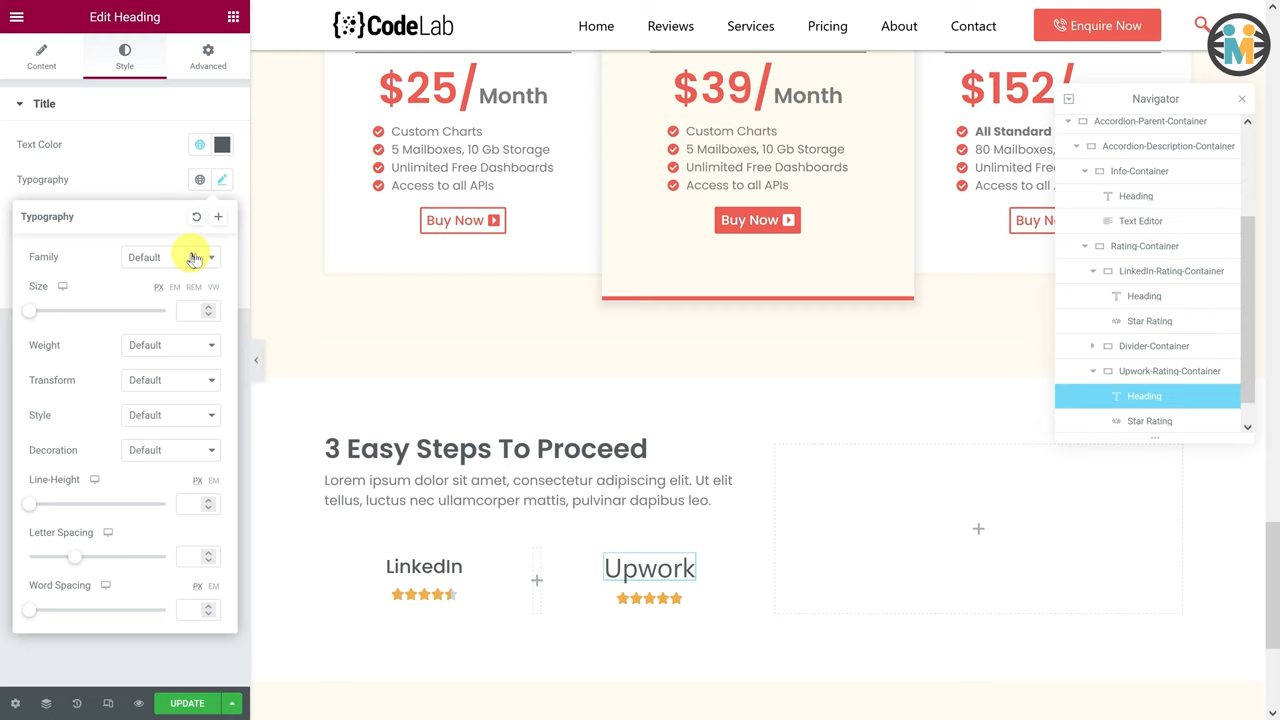 Edit Heading
Content
Style
Advanced
Title
Text Color
Typography
Typography
Family
Default
Size
PX EM REM VW
Weight
Default
Transform
Default
Style
Default
Decoration
Default
Line-Height
PX EM
Letter Spacing
Word Spacing
PX EM
UPDATE
{CodeLab
Home
Reviews
Services
Pricing
About
Contact
Enquire Now
$25/Month
Custom Charts
5 Mailboxes, 10 Gb Storage
Unlimited Free Dashboards
Access to all APIs
Buy Now
$39/Month
Custom Charts
5 Mailboxes, 10 Gb Storage
Unlimited Free Dashboards
Access to all APIs
Buy Now
$152/
All Standard
80 Mailboxes,
Unlimited
Access to all
Buy
3 Easy Steps To Proceed
Lorem ipsum dolor sit amet, consectetur adipiscing elit. Ut elit
tellus, luctus nec ullamcorper mattis, pulvinar dapibus leo.
LinkedIn
Upwork
Navigator
Accordion-Parent-Container
Accordion-Description-Container
Info-Container
Heading
Text Editor
Rating-Container
LinkedIn-Rating-Container
Heading
Star Rating
Divider-Container
Upwork-Rating-Container
Heading
Star Rating